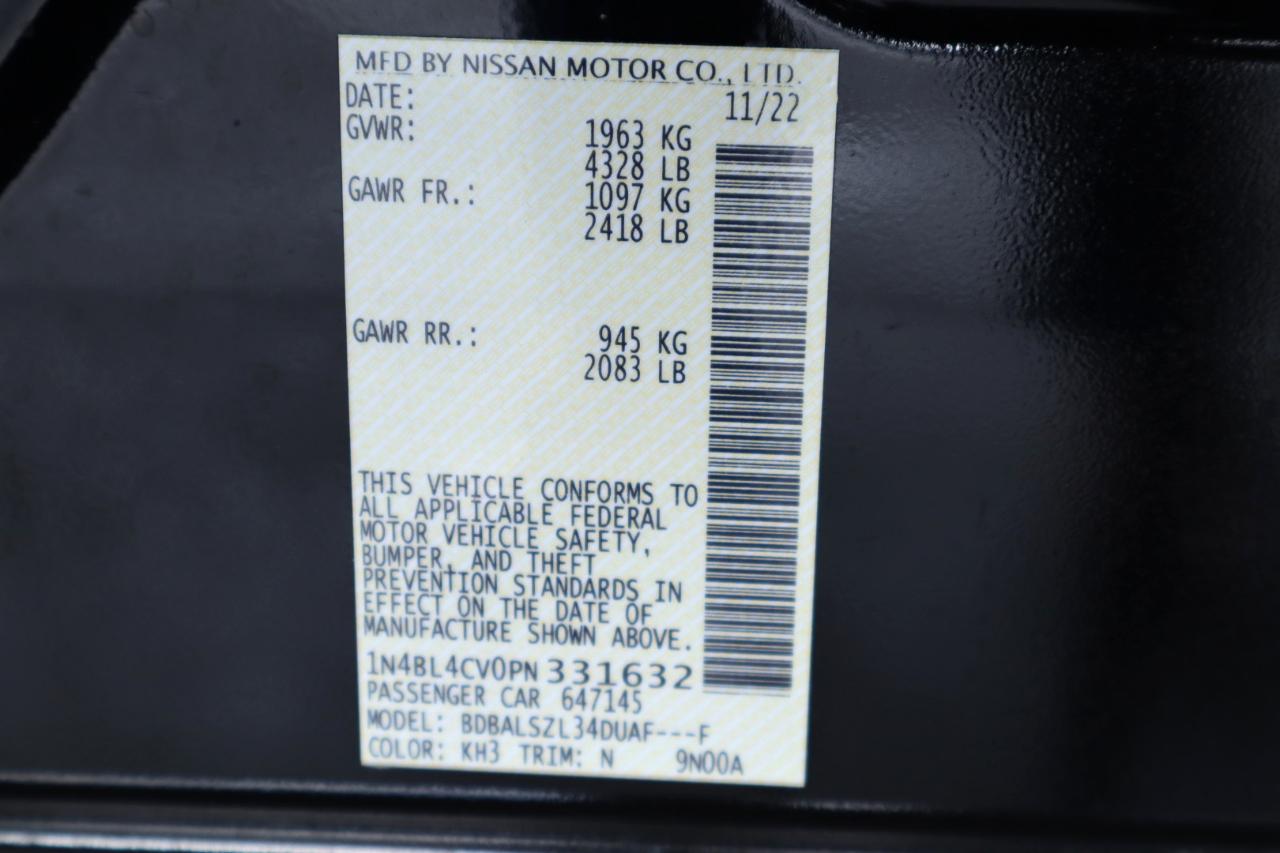 MFD BY NISSAN MOTOR CO., LTD.
DATE: 11/22
GVWR: 1963 KG
4328 LB
GAWR FR.: 1097 KG
2418 LB
GAWR RR.: 945 KG
2083 LB
THIS VEHICLE CONFORMS TO
ALL APPLICABLE FEDERAL
MOTOR VEHICLE SAFETY,
BUMPER, AND THEFT
PREVENTION STANDARDS IN
EFFECT ON THE DATE OF
MANUFACTURE SHOWN ABOVE.
1N4BL4CV0PN331632
PASSENGER CAR 647145
MODEL: BDBALSZL34DUAF---F
COLOR: KH3 TRIM: N 9N00A